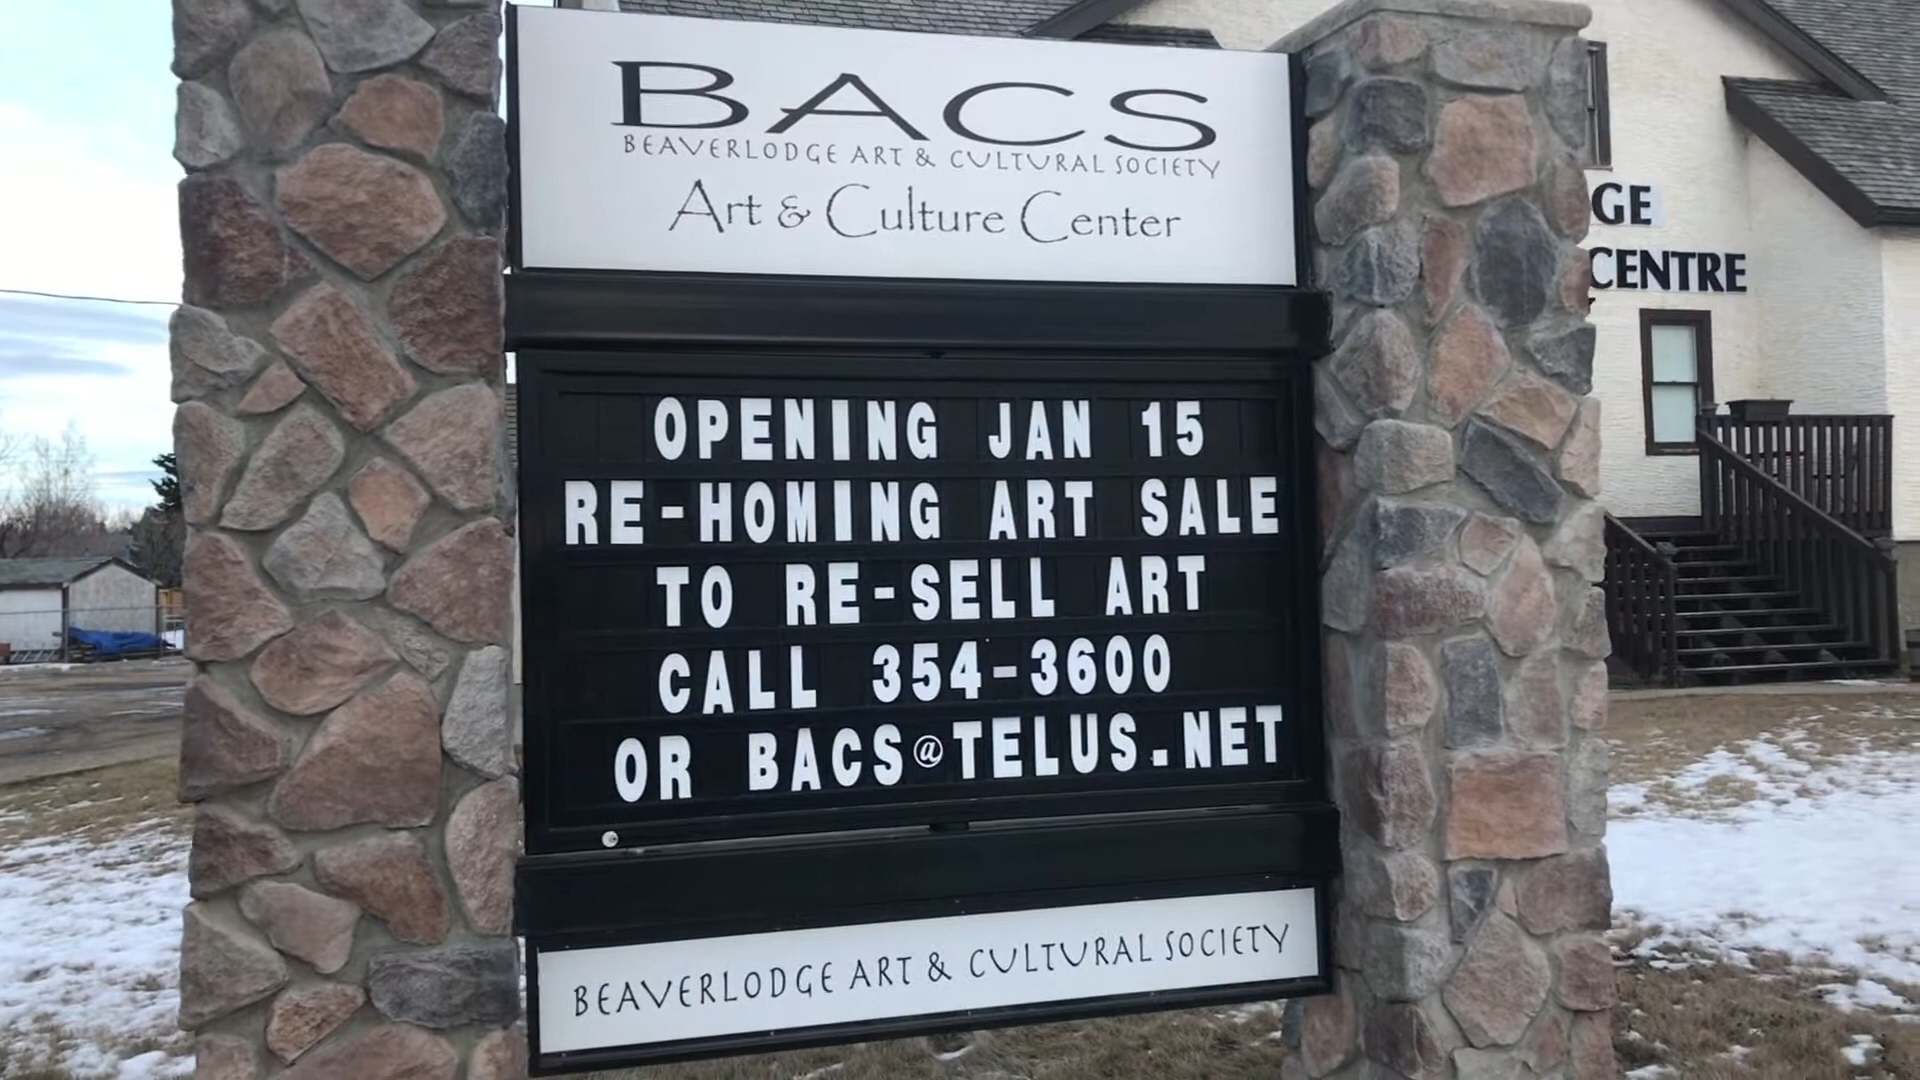 BACS
BEAVERLODGE ART & CULTURAL SOCIETY
Art & Culture Center
OPENING JAN 15
RE-HOMING ART SALE
TO RE-SELL ART
CALL 354-3600
OR BACS@TELUS.NET
BEAVERLODGE ART & CULTURAL SOCIETY
GE
CENTRE